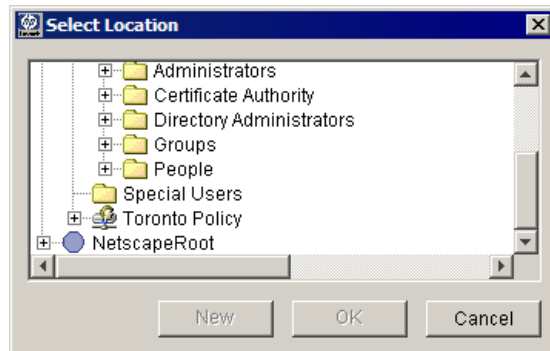 Select Location
Administrators
Certificate Authority
Directory Administrators
Groups
People
Special Users
Toronto Policy
NetscapeRoot
New
OK
Cancel